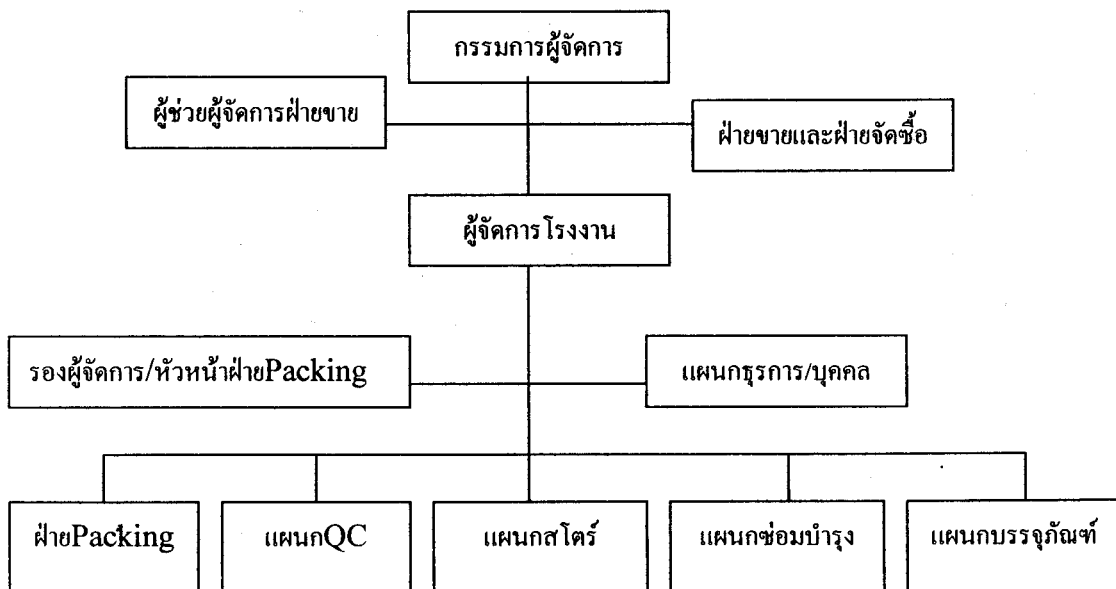 กรรมการผู้จัดการ
ผู้ช่วยผู้จัดการฝ่ายขาย
ฝ่ายขายและฝ่ายจัดซื้อ
ผู้จัดการโรงงาน
รองผู้จัดการ/หัวหน้าฝ่ายPacking
แผนกธุรการ/บุคคล
ฝ่ายPacking
แผนกQC
แผนกสโตร์
แผนกซ่อมบำรุง
แผนกบรรจุภัณฑ์